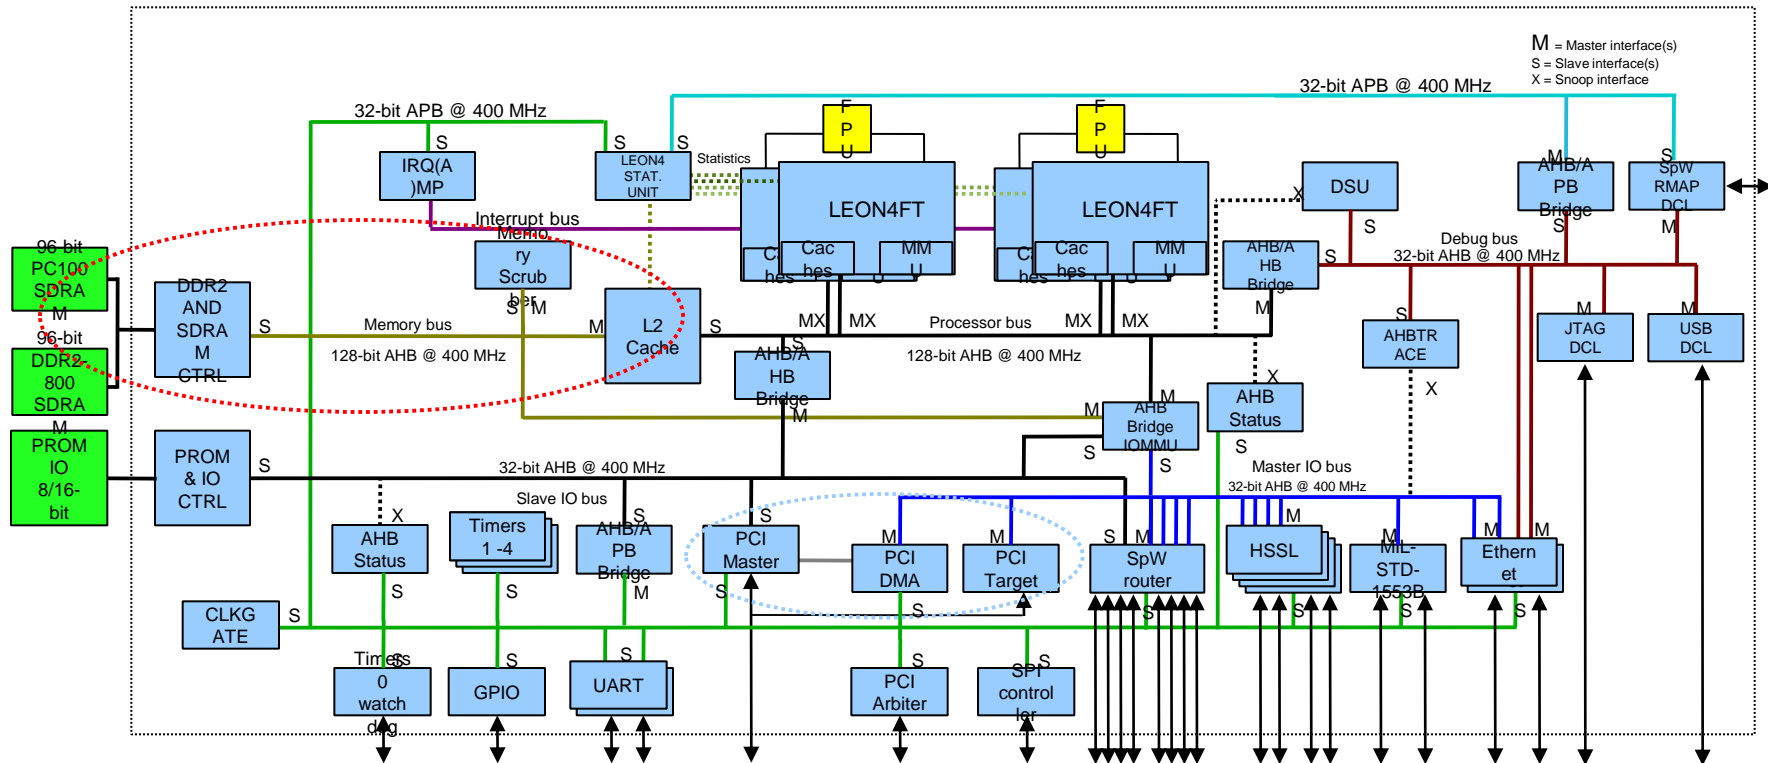 M = Master interface(s)
S = Slave interface(s)
X = Snoop interface
32-bit APB @ 400 MHz
32-bit APB @ 400 MHz
F
P
U
F
P
U
S
S
S
S
IRQ(A
)MP
LEON4
STAT.
UNIT
Statistics
LEON4FT
LEON4FT
Cac
hes
MM
U
Cac
hes
MM
U
Ca
hes
U
hes
U
X
DSU
S
M
AHB/A
PB
Bridge
S
S
SpW
RMAP
DCL
M
Interrupt bus
Memo
ry
Scrub
ber
S
M
AHB/A
HB
Bridge
S
M
Debug bus
32-bit AHB @ 400 MHz
96-bit
PC100
SDRA
M
96-bit
DDR2-
800
SDRA
M
DDR2
AND
SDRA
M
CTRL
S
Memory bus
128-bit AHB @ 400 MHz
M
L2
Cache
S
MX
MX
Processor bus
128-bit AHB @ 400 MHz
MX
MX
S
AHB/A
HB
Bridge
M
M
M
AHB
Bridge
IOMMU
S
S
X
AHB
Status
S
S
AHBTR
ACE
X
M
JTAG
DCL
M
USB
DCL
PROM
IO
8/16-
bit
PROM
& IO
CTRL
S
32-bit AHB @ 400 MHz
Slave IO bus
Master IO bus
32-bit AHB @ 400 MHz
X
AHB
Status
S
Timers
1 -4
S
S
AHB/A
PB
Bridge
M
S
PCI
Master
S
M
PCI
DMA
S
M
PCI
Target
S
M
SpW
router
S
M
HSSL
S
M
MIL-
STD-
1553B
S
M
M
Ethern
et
S
CLKG
ATE
S
S
Timers
0
watch
dog
S
GPIO
S
UART
S
PCI
Arbiter
S
SPI
control
ler